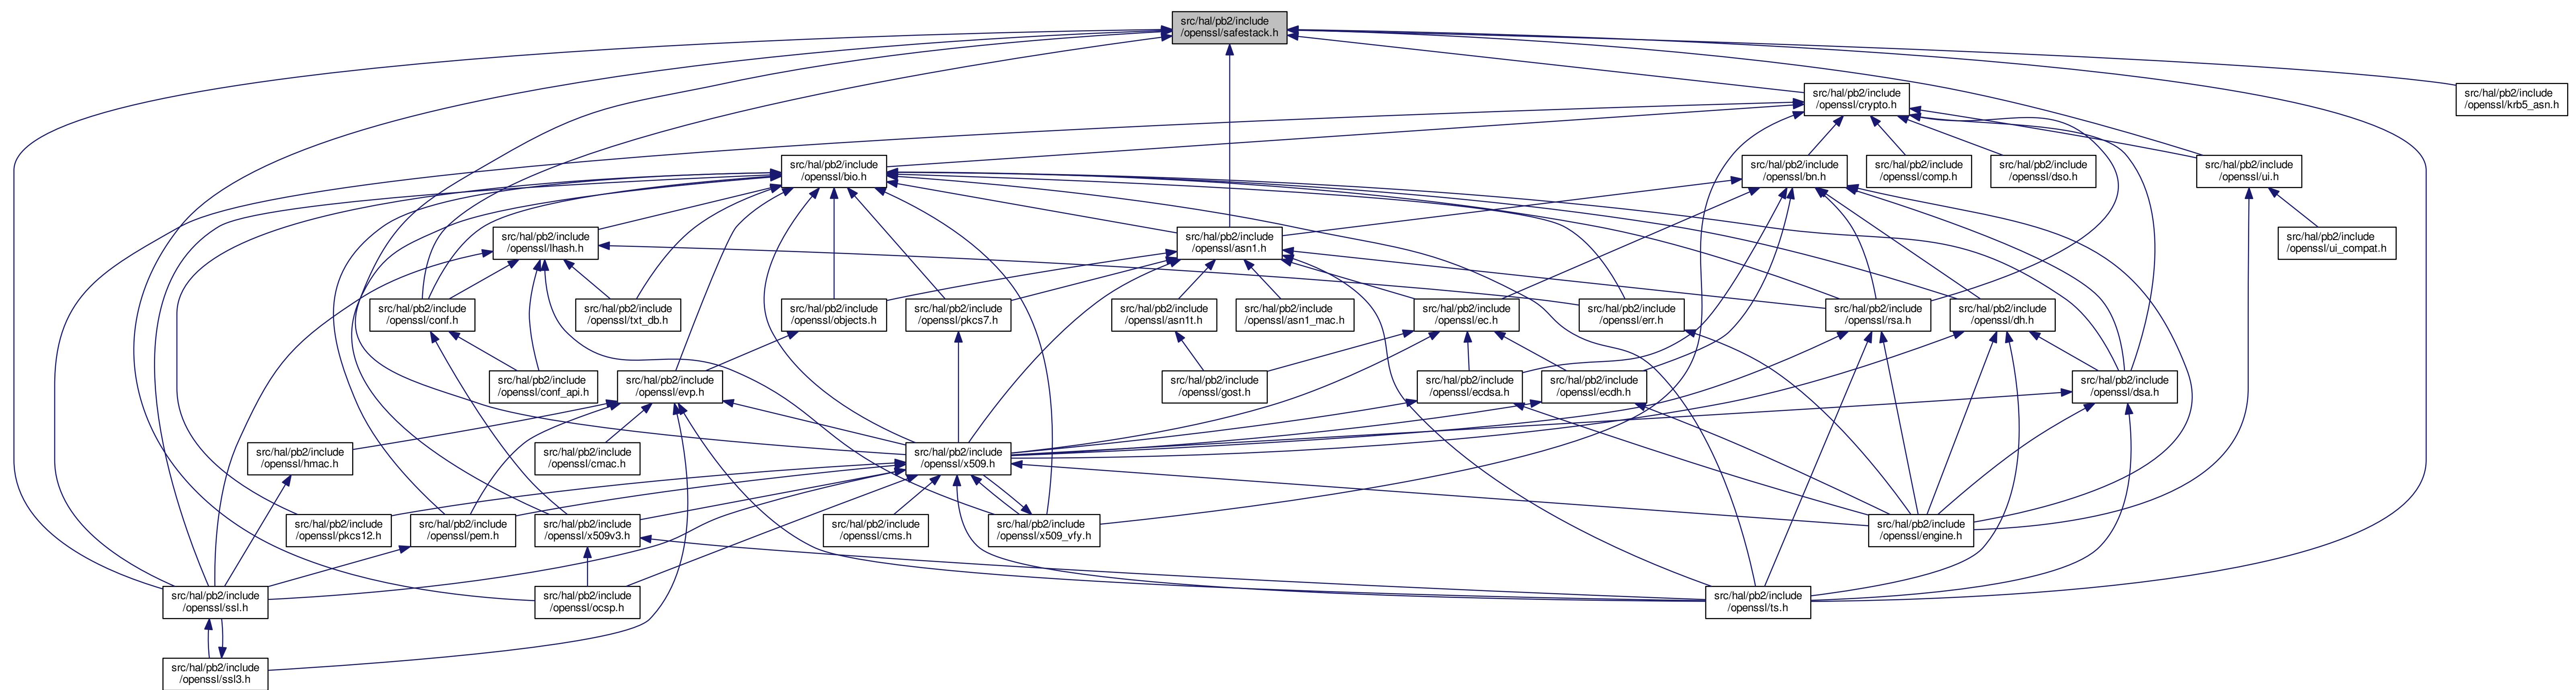 src/hal/pb2/include
/openssl/safestack.h
src/hal/pb2/include
/openssl/crypto.h
src/hal/pb2/include
/openssl/krb5_asn.h
src/hal/pb2/include
/openssl/bio.h
src/hal/pb2/include
/openssl/bn.h
src/hal/pb2/include
/openssl/comp.h
src/hal/pb2/include
/openssl/dso.h
src/hal/pb2/include
/openssl/ui.h
src/hal/pb2/include
/openssl/lhash.h
src/hal/pb2/include
/openssl/asn1.h
src/hal/pb2/include
/openssl/ui_compat.h
src/hal/pb2/include
/openssl/conf.h
src/hal/pb2/include
/openssl/txt_db.h
src/hal/pb2/include
/openssl/objects.h
src/hal/pb2/include
/openssl/pkcs7.h
src/hal/pb2/include
/openssl/asn1t.h
src/hal/pb2/include
/openssl/asn1_mac.h
src/hal/pb2/include
/openssl/ec.h
src/hal/pb2/include
/openssl/err.h
src/hal/pb2/include
/openssl/rsa.h
src/hal/pb2/include
/openssl/dh.h
src/hal/pb2/include
/openssl/conf_api.h
src/hal/pb2/include
/openssl/evp.h
src/hal/pb2/include
/openssl/gost.h
src/hal/pb2/include
/openssl/ecdsa.h
src/hal/pb2/include
/openssl/ecdh.h
src/hal/pb2/include
/openssl/dsa.h
src/hal/pb2/include
/openssl/hmac.h
src/hal/pb2/include
/openssl/cmac.h
src/hal/pb2/include
/openssl/x509.h
src/hal/pb2/include
/openssl/pkcs12.h
src/hal/pb2/include
/openssl/pem.h
src/hal/pb2/include
/openssl/x509v3.h
src/hal/pb2/include
/openssl/cms.h
src/hal/pb2/include
/openssl/x509_vfy.h
src/hal/pb2/include
/openssl/engine.h
src/hal/pb2/include
/openssl/ssl.h
src/hal/pb2/include
/openssl/ocsp.h
src/hal/pb2/include
/openssl/ts.h
src/hal/pb2/include
/openssl/ssl3.h